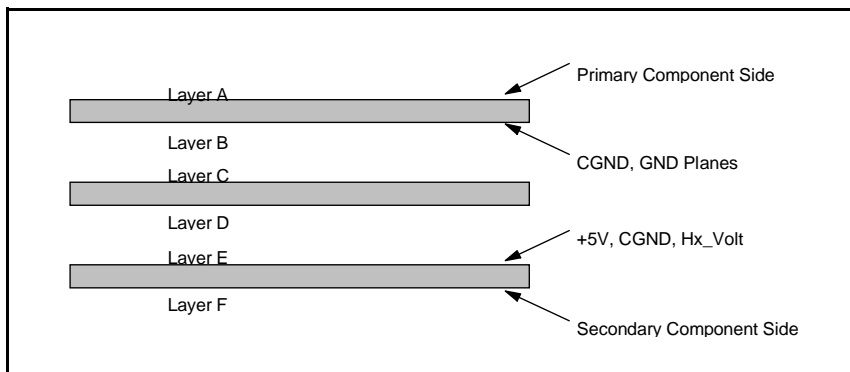 Primary Component Side
Layer A
Layer B
CGND, GND Planes
Layer C
Layer D
+5V, CGND, Hx_Volt
Layer E
Layer F
Secondary Component Side